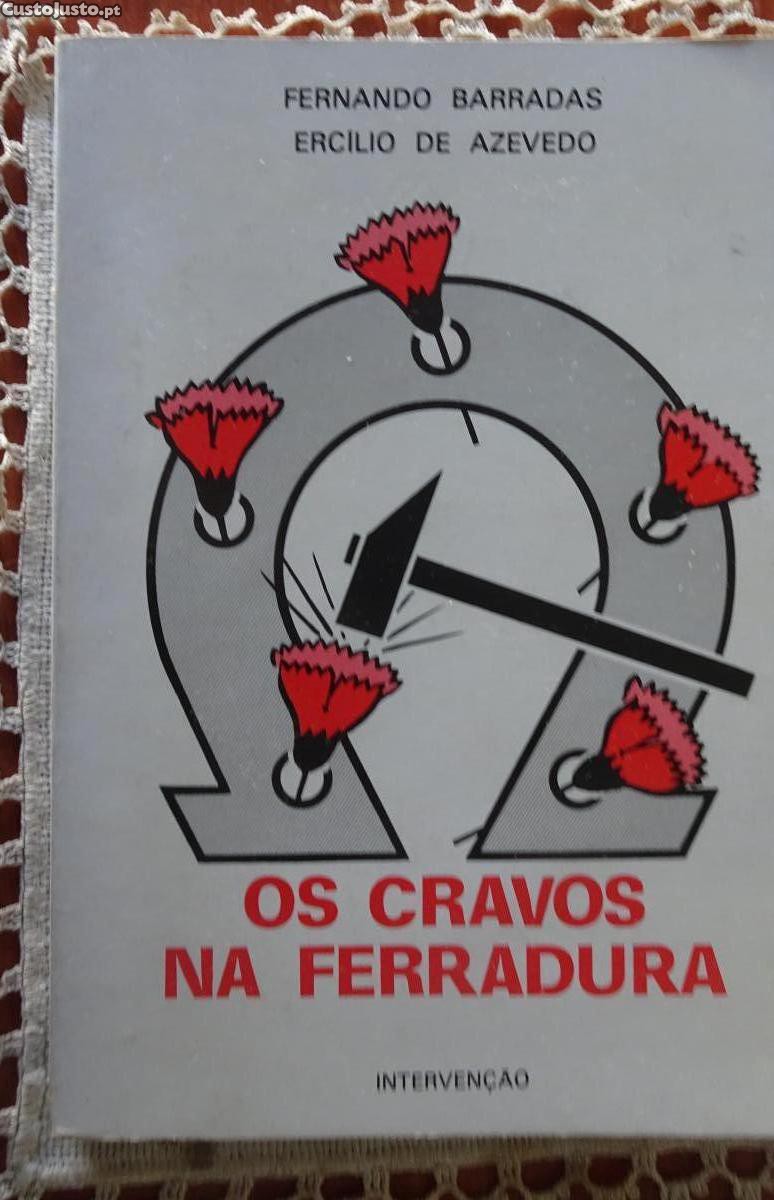 CustoJusto.pt
FERNANDO BARRADAS
ERCÍLIO DE AZEVEDO
OS CRAVOS
NA FERRADURA
INTERVENÇÃO